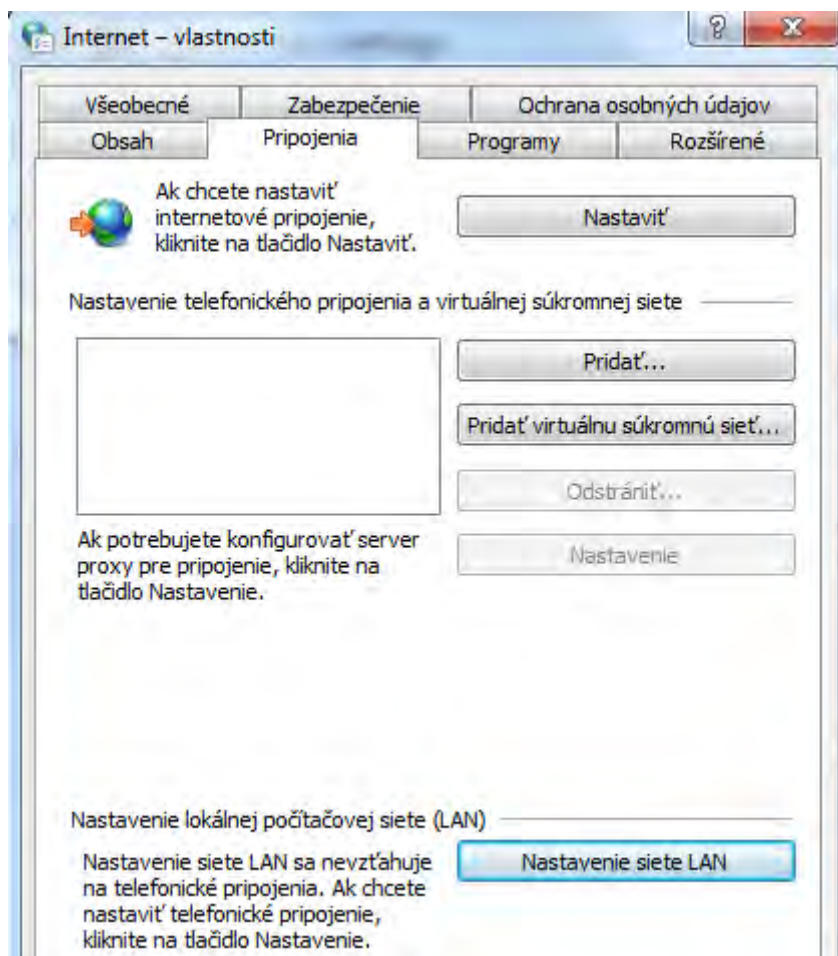 Internet – vlastnosti
Všeobecné Zabezpečenie Ochrana osobných údajov
Obsah Pripojenia Programy Rozšírené
Ak chcete nastaviť
internetové pripojenie,
kliknite na tlačidlo Nastaviť.
Nastaviť
Nastavenie telefonického pripojenia a virtuálnej súkromnej siete
Pridať...
Pridať virtuálnu súkromnú sieť...
Odstrániť...
Ak potrebujete konfigurovať server
proxy pre pripojenie, kliknite na
tlačidlo Nastavenie.
Nastavenie
Nastavenie lokálnej počítačovej siete (LAN)
Nastavenie siete LAN sa nevzťahuje
na telefonické pripojenia. Ak chcete
nastaviť telefonické pripojenie,
kliknite na tlačidlo Nastavenie.
Nastavenie siete LAN